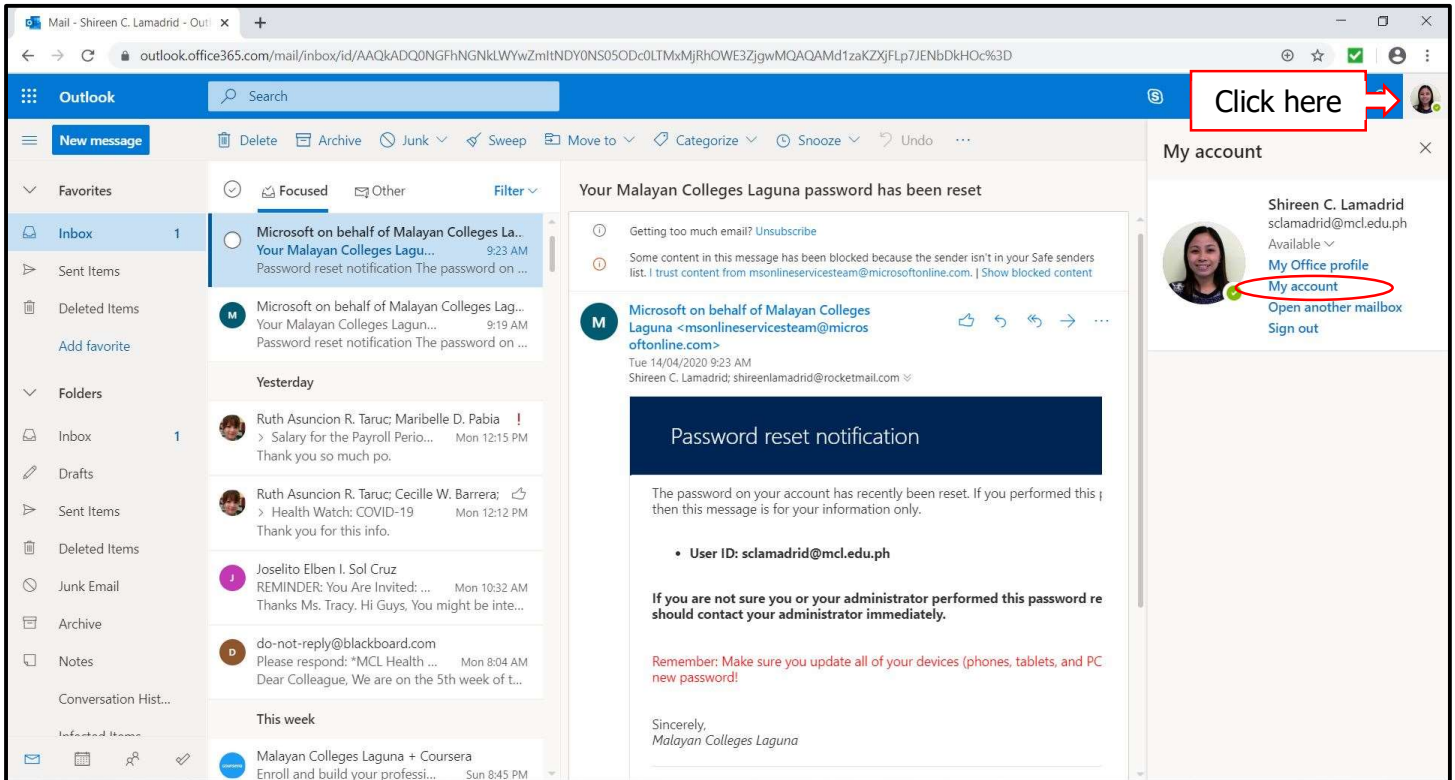 Mail - Shireen C. Lamadrid - Out
outlook.office365.com/mail/inbox/id/AAQkADQ0NGFhNGNkLWYwZmItNDY0NS05ODc0LTMxMjRhOWE3ZjgwMQAQAMd1zaKZXjFLp7JENbDkHOc%3D
Outlook
Search
Click here
New message
Delete Archive Junk Sweep Move to Categorize Snooze Undo ...
My account
Favorites
Inbox 1
Sent Items
Deleted Items
Add favorite
Folders
Inbox 1
Drafts
Sent Items
Deleted Items
Junk Email
Archive
Notes
Conversation Hist...
Infected Items
Focused Other Filter
Microsoft on behalf of Malayan Colleges La...
Your Malayan Colleges Lagu... 9:23 AM
Password reset notification The password on ...
M
Microsoft on behalf of Malayan Colleges Lag...
Your Malayan Colleges Lagun... 9:19 AM
Password reset notification The password on ...
Yesterday
Ruth Asuncion R. Taruc; Maribelle D. Pabia !
> Salary for the Payroll Perio... Mon 12:15 PM
Thank you so much po.
Ruth Asuncion R. Taruc; Cecille W. Barrera;
> Health Watch: COVID-19 Mon 12:12 PM
Thank you for this info.
J
Joselito Elben I. Sol Cruz
REMINDER: You Are Invited: ... Mon 10:32 AM
Thanks Ms. Tracy. Hi Guys, You might be inte...
D
do-not-reply@blackboard.com
Please respond: *MCL Health ... Mon 8:04 AM
Dear Colleague, We are on the 5th week of t...
This week
Malayan Colleges Laguna + Coursera
Enroll and build your professi... Sun 8:45 PM
Your Malayan Colleges Laguna password has been reset
Getting too much email? Unsubscribe
Some content in this message has been blocked because the sender isn't in your Safe senders
list. I trust content from msonlineservicesteam@microsoftonline.com. | Show blocked content
M
Microsoft on behalf of Malayan Colleges
Laguna <msonlineservicesteam@micros
oftonline.com>
Tue 14/04/2020 9:23 AM
Shireen C. Lamadrid; shireenlamadrid@rocketmail.com
Password reset notification
The password on your account has recently been reset. If you performed this p
then this message is for your information only.
• User ID: sclamadrid@mcl.edu.ph
If you are not sure you or your administrator performed this password re
should contact your administrator immediately.
Remember: Make sure you update all of your devices (phones, tablets, and PC
new password!
Sincerely,
Malayan Colleges Laguna
Shireen C. Lamadrid
sclamadrid@mcl.edu.ph
Available
My Office profile
My account
Open another mailbox
Sign out